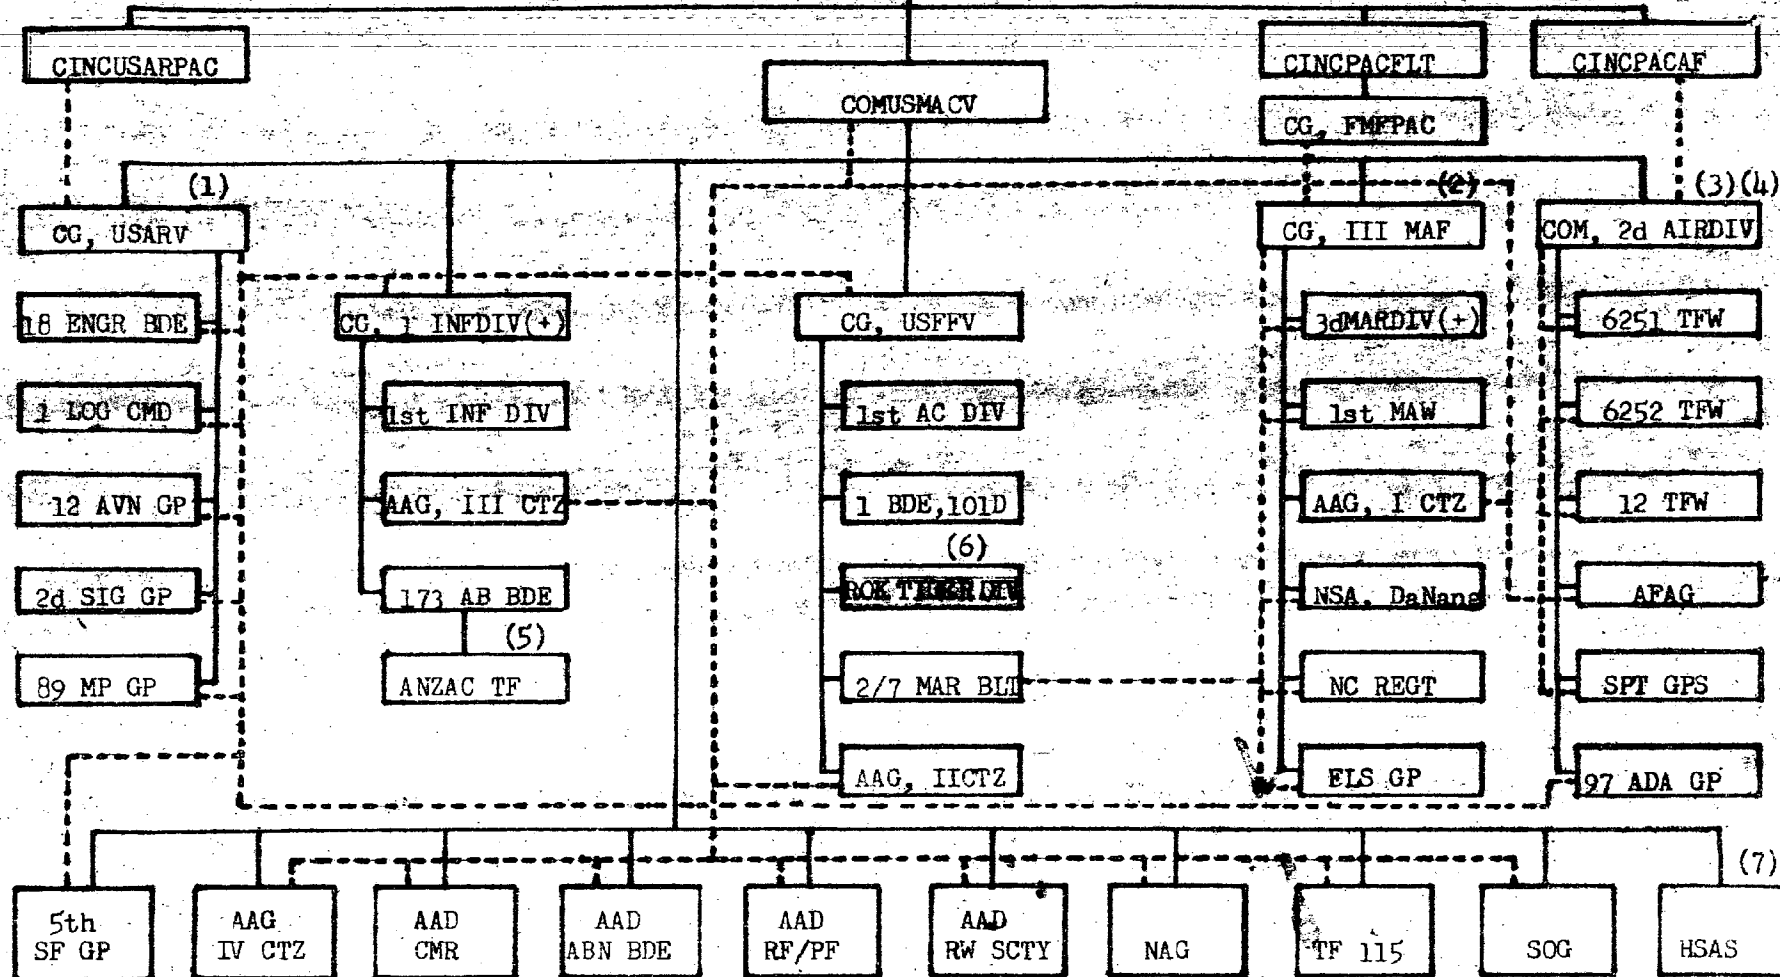 CINCUSARPAC
COMUSMACV
CINCPACFLT
CINCPACAF
CG, FMFPAC
(1)
(2)
(3)(4)
CG, USARV
CG, III MAF
COM, 2d AIRDIV
18 ENGR BDE
CG, 1 INFDIV(+)
CG, USFFV
3dMARDIV(+)
6251 TFW
1 LOG CMD
1st INF DIV
1st AC DIV
1st MAW
6252 TFW
12 AVN GP
AAG, III CTZ
1 BDE,101D
AAG, I CTZ
12 TFW
(6)
2d SIG GP
173 AB BDE
ROK TIGER DIV
NSA, DaNang
AFAG
(5)
89 MP GP
ANZAC TF
2/7 MAR BLT
NC REGT
SPT GPS
AAG, IICTZ
ELS GP
97 ADA GP
(7)
5th
SF GP
AAG
IV CTZ
AAD
CMR
AAD
ABN BDE
AAD
RF/PF
AAD
RW SCTY
NAG
TF 115
SOG
HSAS